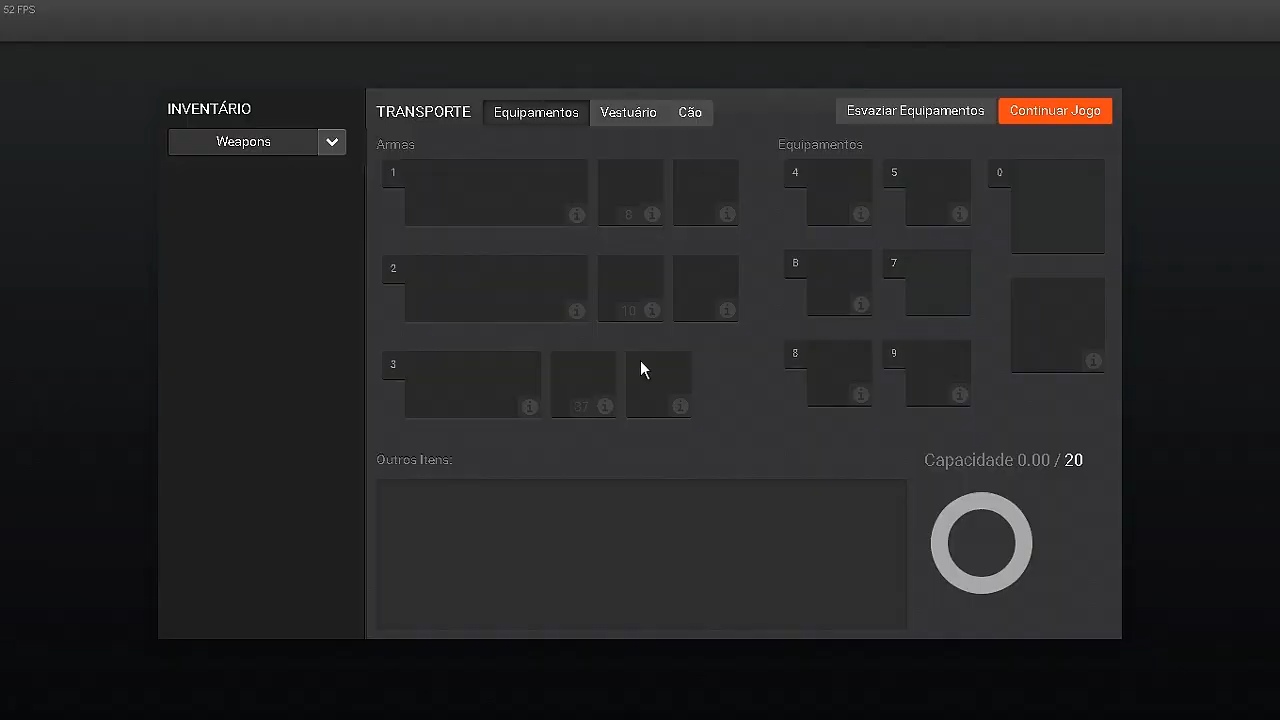 52 FPS
INVENTÁRIO
Weapons
TRANSPORTE
Equipamentos
Vestuário
Cão
Esvaziar Equipamentos
Continuar Jogo
Armas
1
8
2
10
3
37
Equipamentos
4
5
0
B
7
8
9
Outros Itens:
Capacidade 0.00 / 20